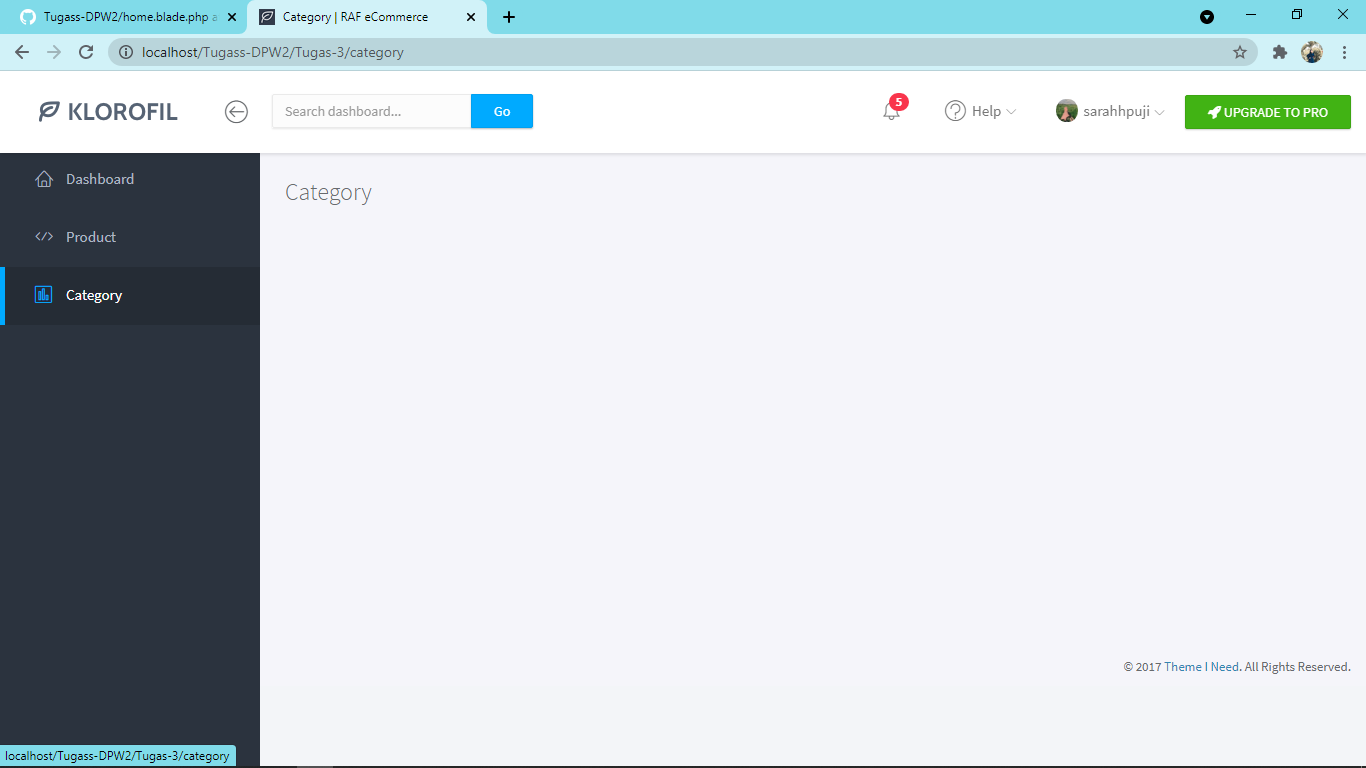 Tugass-DPW2/home.blade.php a
Category | RAF eCommerce
localhost/Tugass-DPW2/Tugas-3/category
KLOROFIL
Search dashboard...
Go
5
Help
sarahhpuji
UPGRADE TO PRO
Dashboard
Product
Category
Category
© 2017 Theme I Need. All Rights Reserved.
localhost/Tugass-DPW2/Tugas-3/category